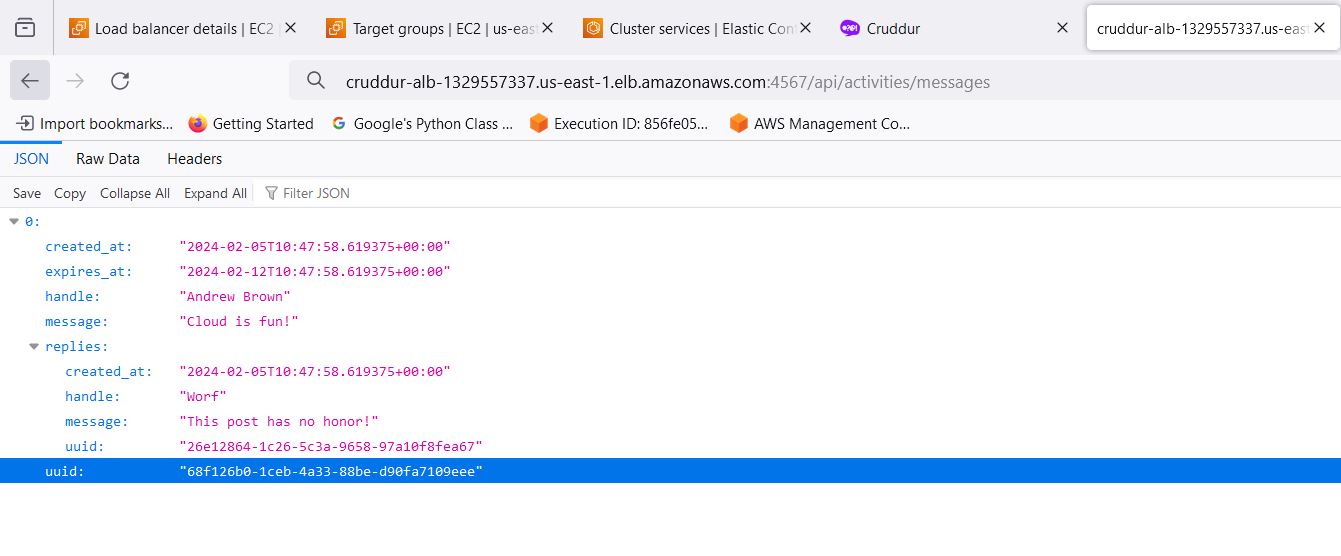 Load balancer details | EC2 | Target groups | EC2 | us-east Cluster services | Elastic Con Cruddur cruddur-alb-1329557337.us-east
cruddur-alb-1329557337.us-east-1.elb.amazonaws.com:4567/api/activities/messages
Import bookmarks... Getting Started Google's Python Class ... Execution ID: 856fe05... AWS Management Co...
JSON Raw Data Headers
Save Copy Collapse All Expand All Filter JSON
0:
created_at: "2024-02-05T10:47:58.619375+00:00"
expires_at: "2024-02-12T10:47:58.619375+00:00"
handle: "Andrew Brown"
message: "Cloud is fun!"
replies:
created_at: "2024-02-05T10:47:58.619375+00:00"
handle: "Worf"
message: "This post has no honor!"
uuid: "26e12864-1c26-5c3a-9658-97a10f8fea67"
uuid: "68f126b0-1ceb-4a33-88be-d90fa7109eee"